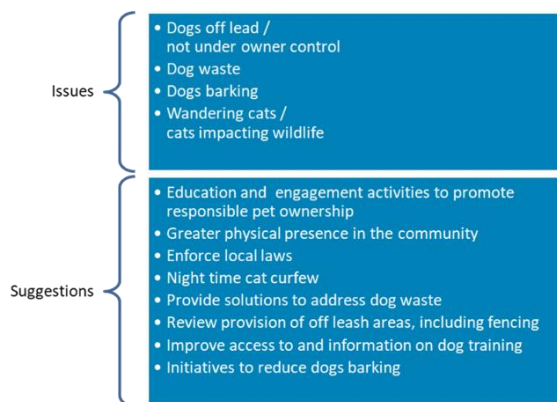 Issues
• Dogs off lead /
not under owner control
• Dog waste
• Dogs barking
• Wandering cats /
cats impacting wildlife
Suggestions
• Education and engagement activities to promote
responsible pet ownership
• Greater physical presence in the community
• Enforce local laws
• Night time cat curfew
• Provide solutions to address dog waste
• Review provision of off leash areas, including fencing
• Improve access to and information on dog training
• Initiatives to reduce dogs barking